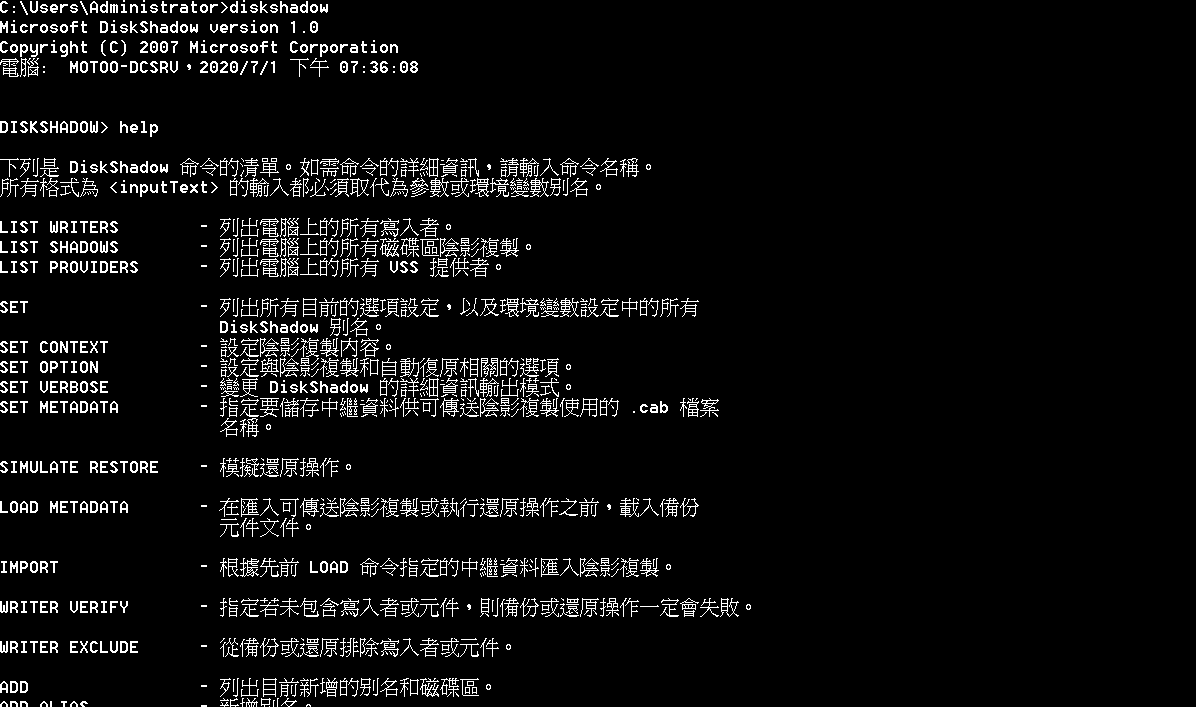 C:\Users\Administrator>diskshadow
Microsoft DiskShadow version 1.0
Copyright (C) 2007 Microsoft Corporation
電腦:  MOTOO-DCSRV，2020/7/1 下午 07:36:08
DISKSHADOW> help
下列是 DiskShadow 命令的清單。如需命令的詳細資訊，請輸入命令名稱。
所有格式為 <inputText> 的輸入都必須取代為參數或環境變數別名。
LIST WRITERS - 列出電腦上的所有寫入者。
LIST SHADOWS - 列出電腦上的所有磁碟區陰影複製。
LIST PROVIDERS - 列出電腦上的所有 VSS 提供者。
SET - 列出所有目前的選項設定，以及環境變數設定中的所有
DiskShadow 別名。
SET CONTEXT - 設定陰影複製內容。
SET OPTION - 設定與陰影複製和自動復原相關的選項。
SET VERBOSE - 變更 DiskShadow 的詳細資訊輸出模式。
SET METADATA - 指定要儲存中繼資料供可傳送陰影複製使用的 .cab 檔案
名稱。
SIMULATE RESTORE - 模擬還原操作。
LOAD METADATA - 在匯入可傳送陰影複製或執行還原操作之前，載入備份
元件文件。
IMPORT - 根據先前 LOAD 命令指定的中繼資料匯入陰影複製。
WRITER VERIFY - 指定若未包含寫入者或元件，則備份或還原操作一定會失敗。
WRITER EXCLUDE - 從備份或還原排除寫入者或元件。
ADD - 列出目前新增的別名和磁碟區。
ADD ALIAS - 新增別名。